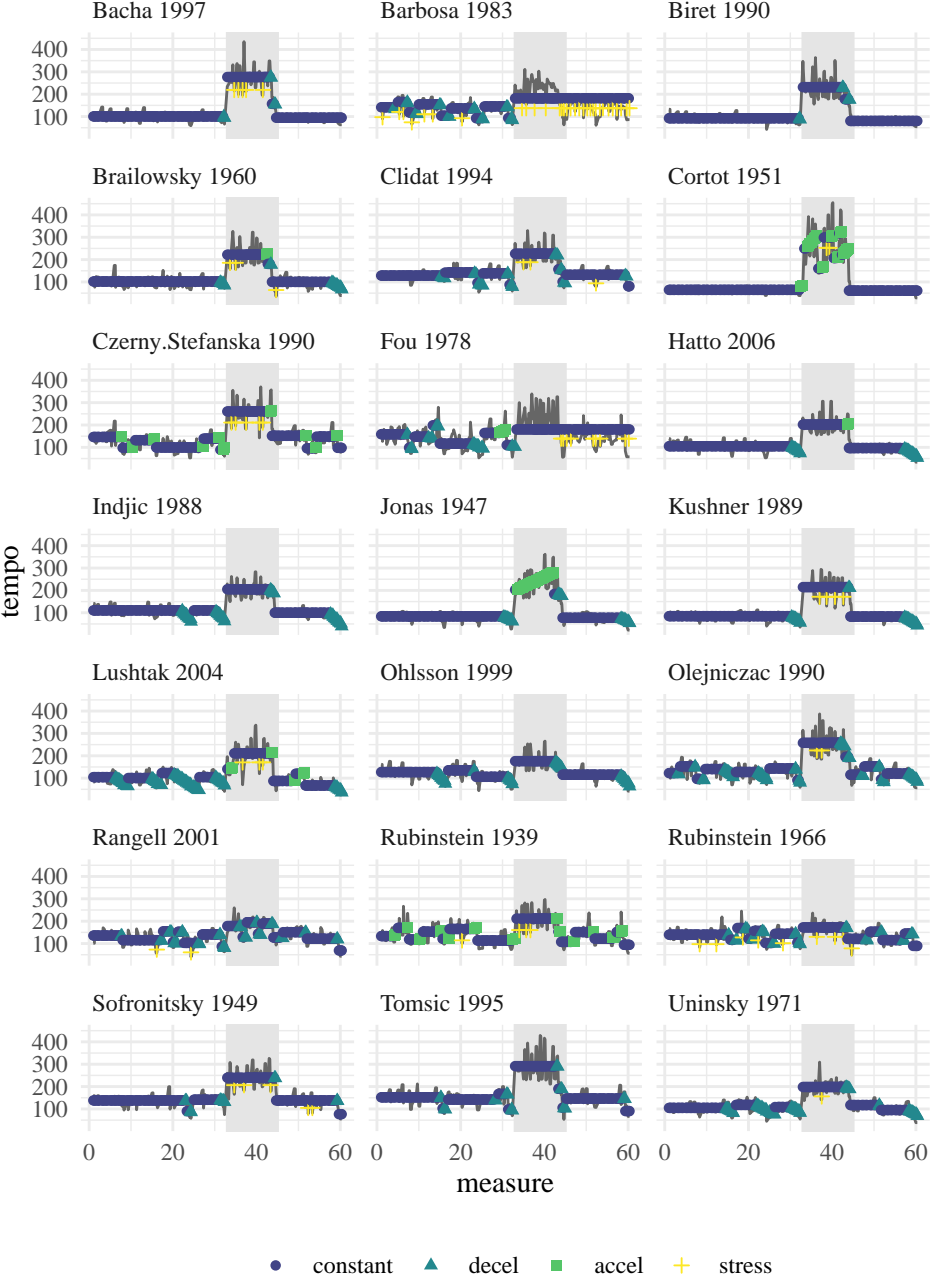 Bacha 1997 Barbosa 1983 Biret 1990
400
300
200
100
Brailowsky 1960 Clidat 1994 Cortot 1951
400
300
200
100
Czerny.Stefanska 1990 Fou 1978 Hatto 2006
400
300
200
100
Indjic 1988 Jonas 1947 Kushner 1989
400
300
200
100
tempo
Lushtak 2004 Ohlsson 1999 Olejniczac 1990
400
300
200
100
Rangell 2001 Rubinstein 1939 Rubinstein 1966
400
300
200
100
Sofronitsky 1949 Tomsic 1995 Uninsky 1971
400
300
200
100
0 20 40 60 0 20 40 60 0 20 40 60
measure
constant decel accel stress